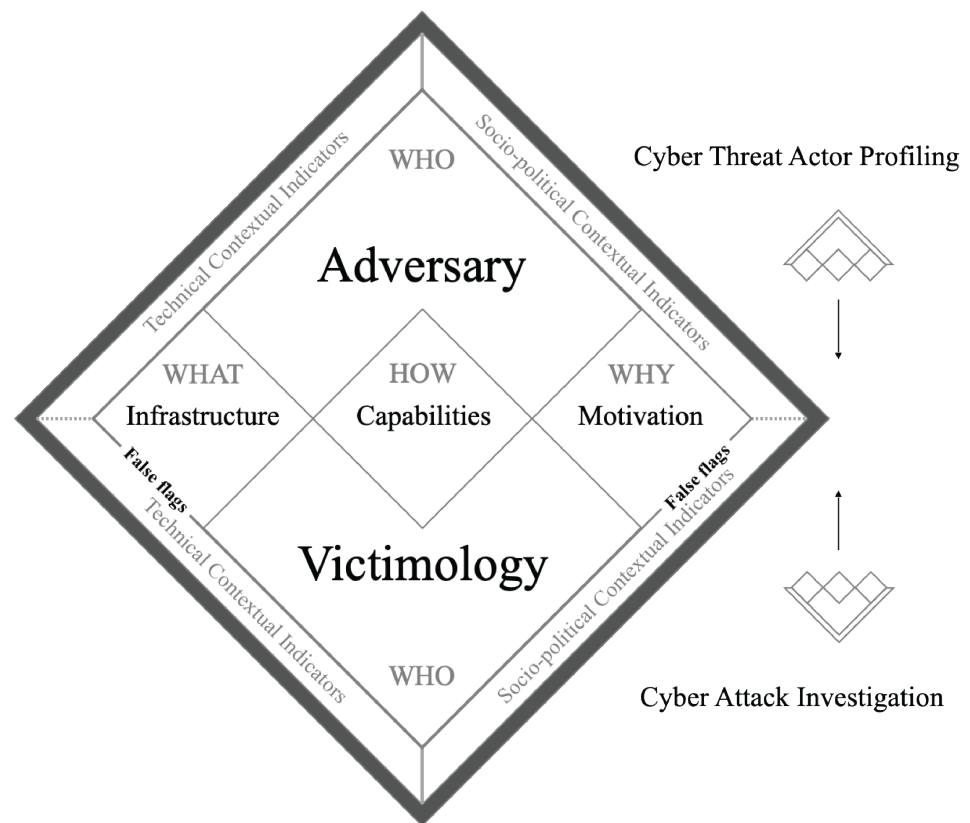 Technical Contextual Indicators
Socio-political Contextual Indicators
WHO
Adversary
WHAT
Infrastructure
HOW
Capabilities
WHY
Motivation
False flags
False flags
Technical Contextual Indicators
Socio-political Contextual Indicators
Victimology
WHO
Cyber Threat Actor Profiling
Cyber Attack Investigation